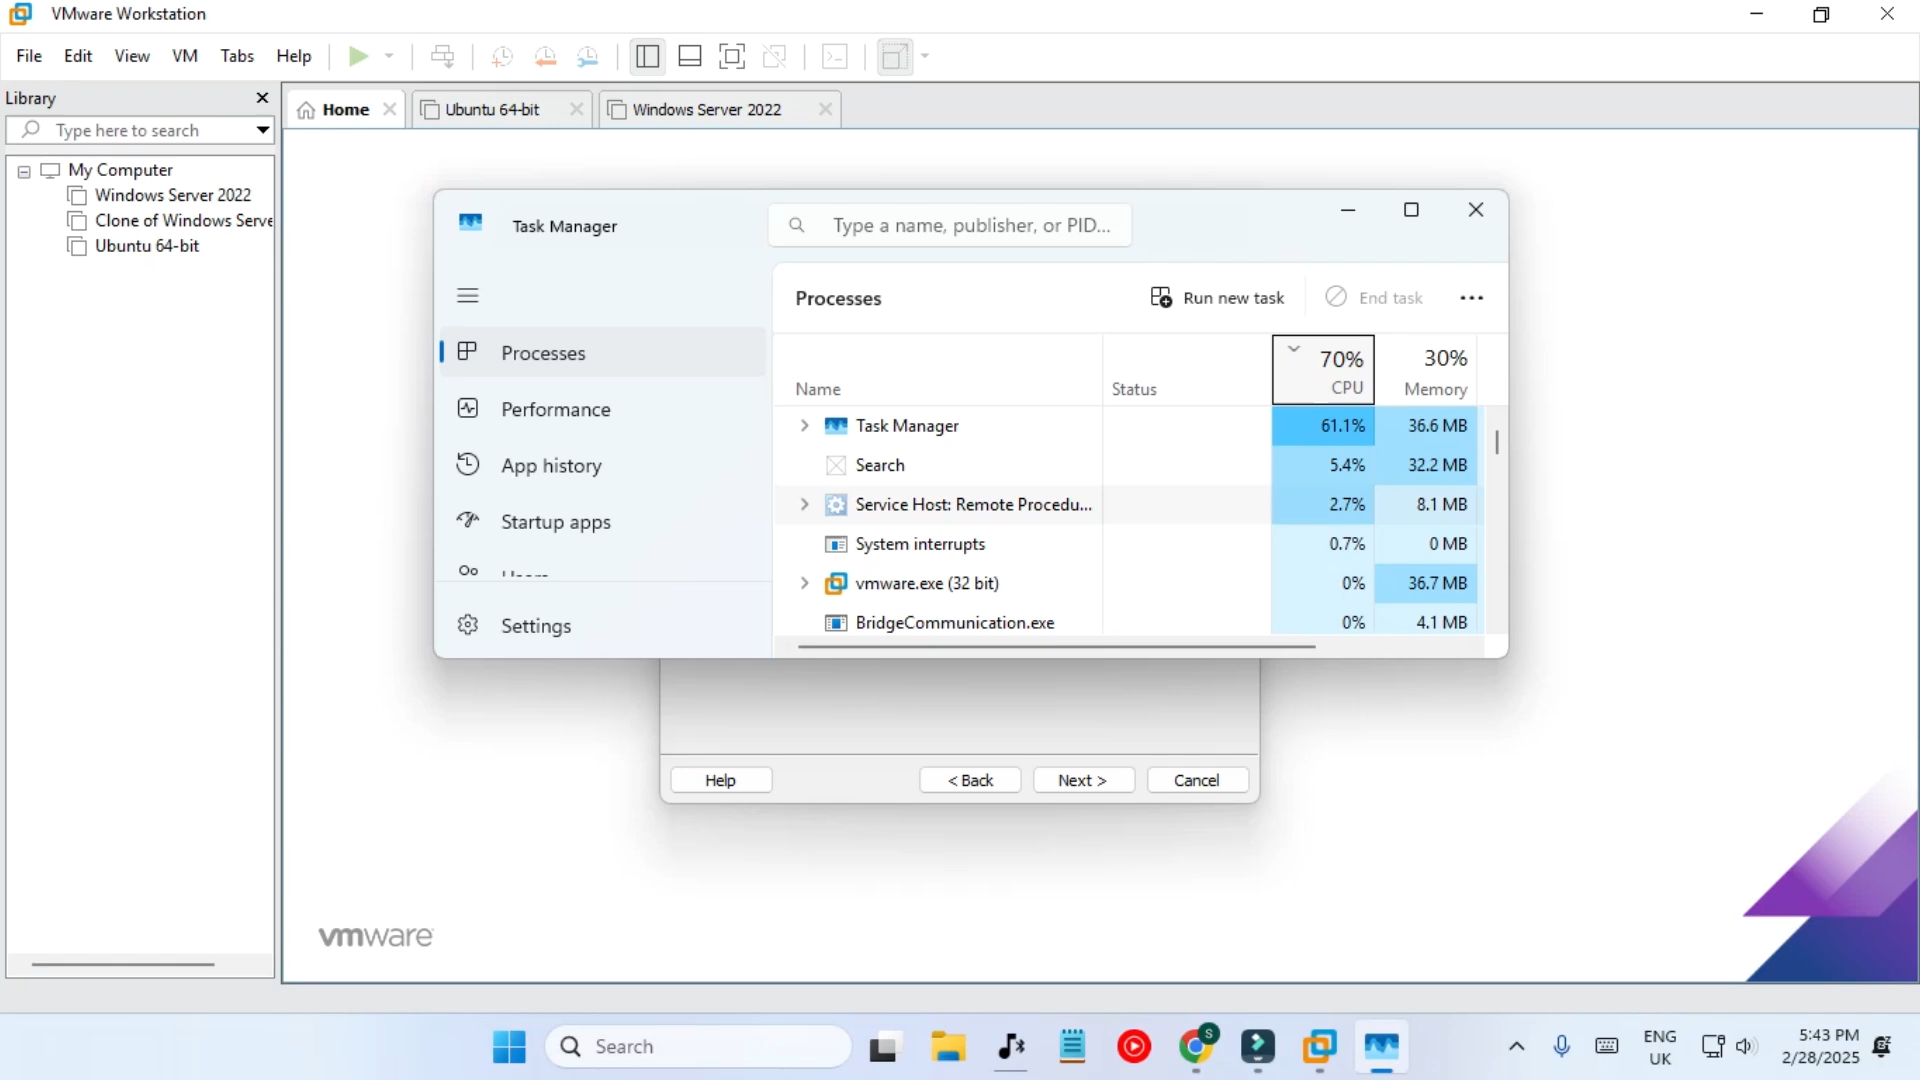 VMware Workstation
File Edit View VM Tabs Help
Library
Type here to search
My Computer
Windows Server 2022
Clone of Windows Serve
Ubuntu 64-bit
Home
Ubuntu 64-bit
Windows Server 2022
Task Manager
Type a name, publisher, or PID...
Processes
Performance
App history
Startup apps
Settings
Processes
Run new task
End task
Name Status 70% CPU 30% Memory
Task Manager 61.1% 36.6 MB
Search 5.4% 32.2 MB
Service Host: Remote Procedu... 2.7% 8.1 MB
System interrupts 0.7% 0 MB
vmware.exe (32 bit) 0% 36.7 MB
BridgeCommunication.exe 0% 4.1 MB
Help < Back Next > Cancel
vmware
Search
S
ENG
UK
5:43 PM
2/28/2025